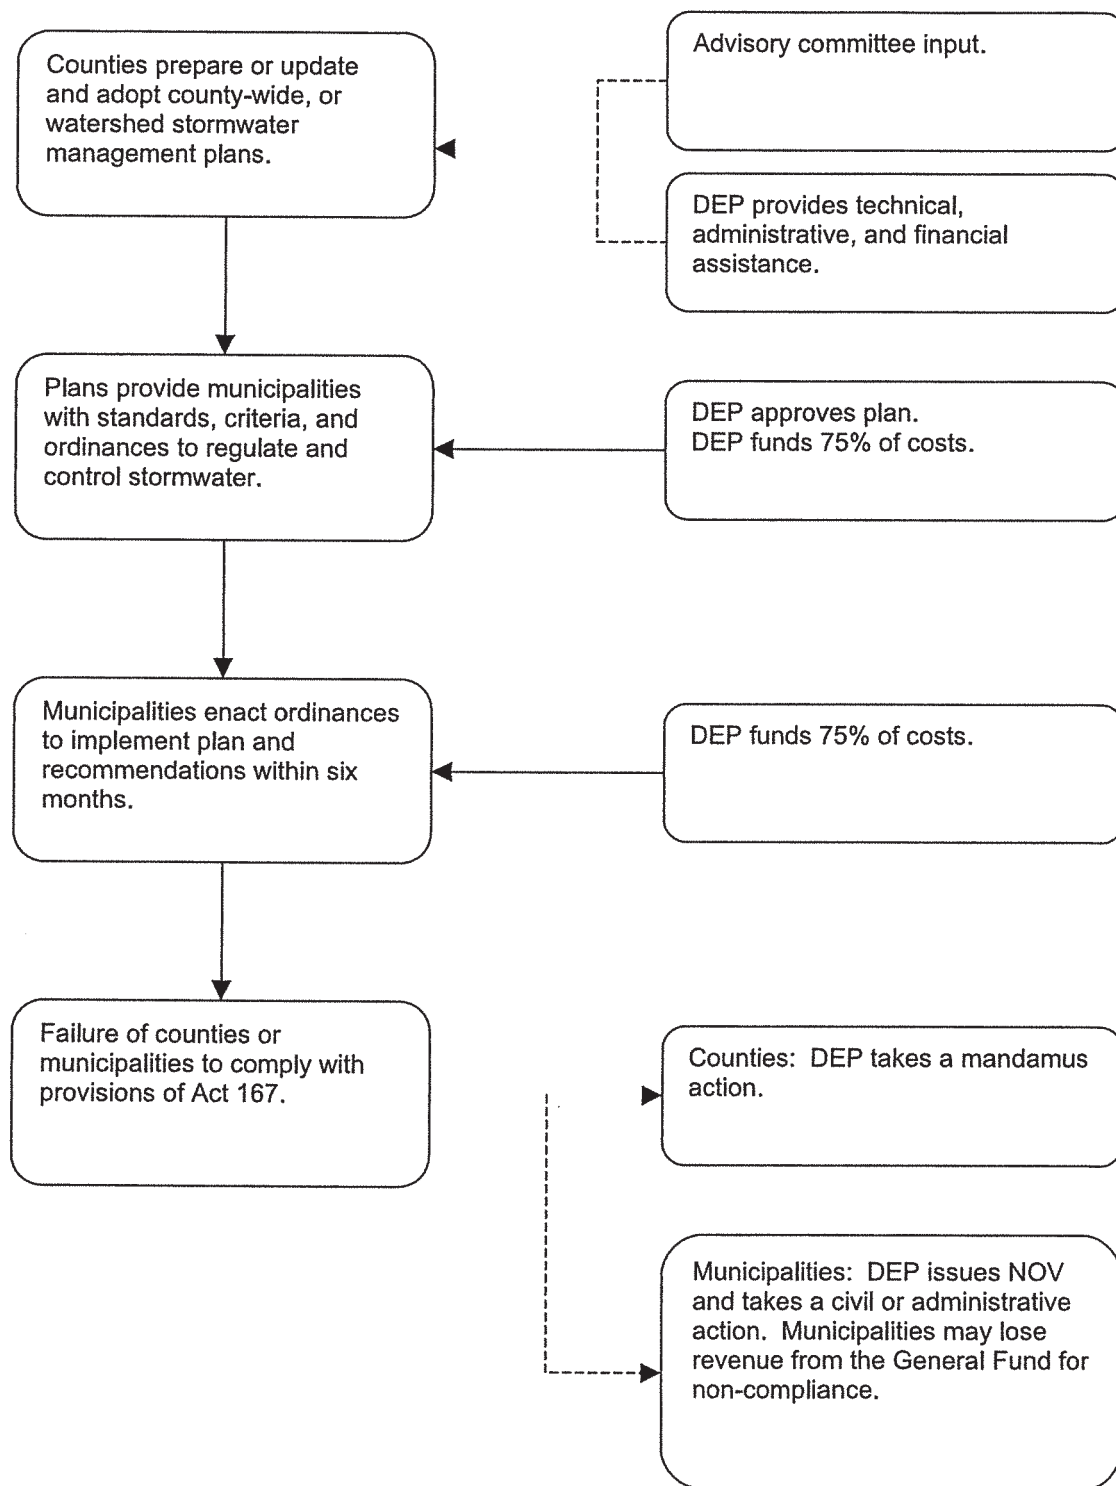 Counties prepare or update
and adopt county-wide, or
watershed stormwater
management plans.
Advisory committee input.
DEP provides technical,
administrative, and financial
assistance.
Plans provide municipalities
with standards, criteria, and
ordinances to regulate and
control stormwater.
DEP approves plan.
DEP funds 75% of costs.
Municipalities enact ordinances
to implement plan and
recommendations within six
months.
DEP funds 75% of costs.
Failure of counties or
municipalities to comply with
provisions of Act 167.
Counties: DEP takes a mandamus
action.
Municipalities: DEP issues NOV
and takes a civil or administrative
action. Municipalities may lose
revenue from the General Fund for
non-compliance.